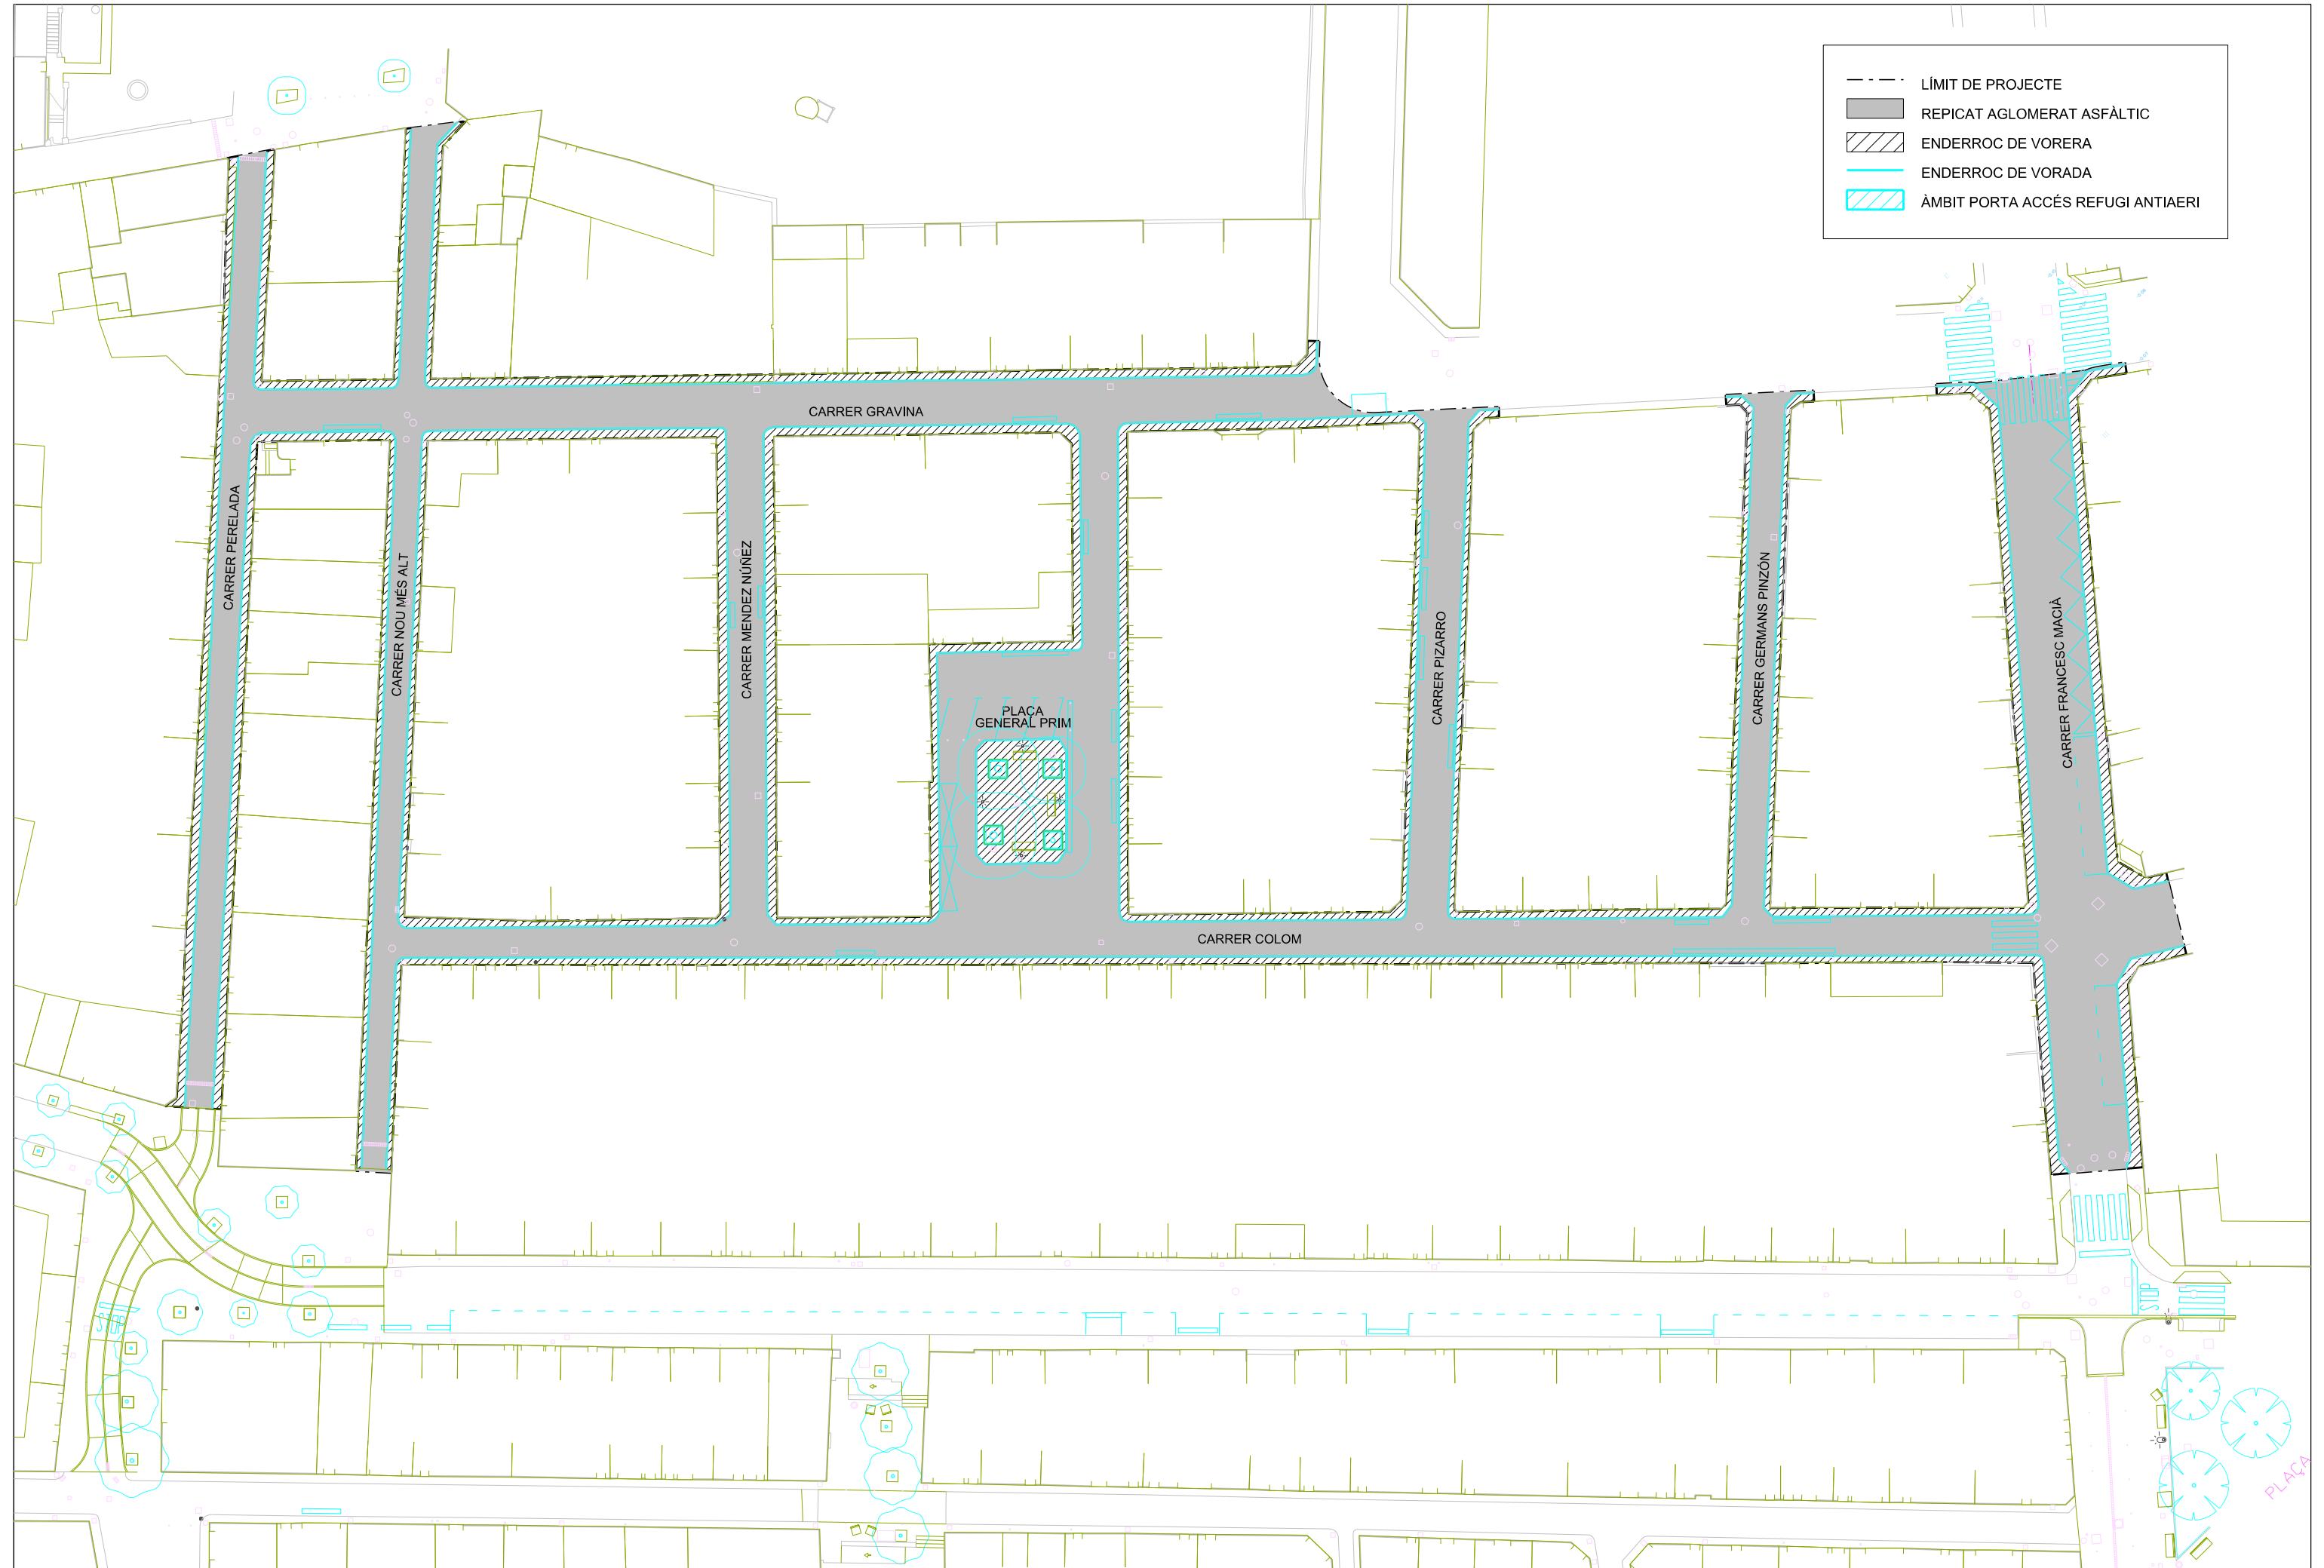 LÍMIT DE PROJECTE
REPICAT AGLOMERAT ASFÀLTIC
ENDERROC DE VORERA
ENDERROC DE VORADA
ÀMBIT PORTA ACCÉS REFUGI ANTIAERI
CARRER GRAVINA
CARRER PERELADA
CARRER NOU MÉS ALT
CARRER MENDEZ NÚÑEZ
PLAÇA
GENERAL PRIM
CARRER PIZARRO
CARRER GERMANS PINZÓN
CARRER FRANCESC MACIÀ
CARRER COLOM
PLAÇA